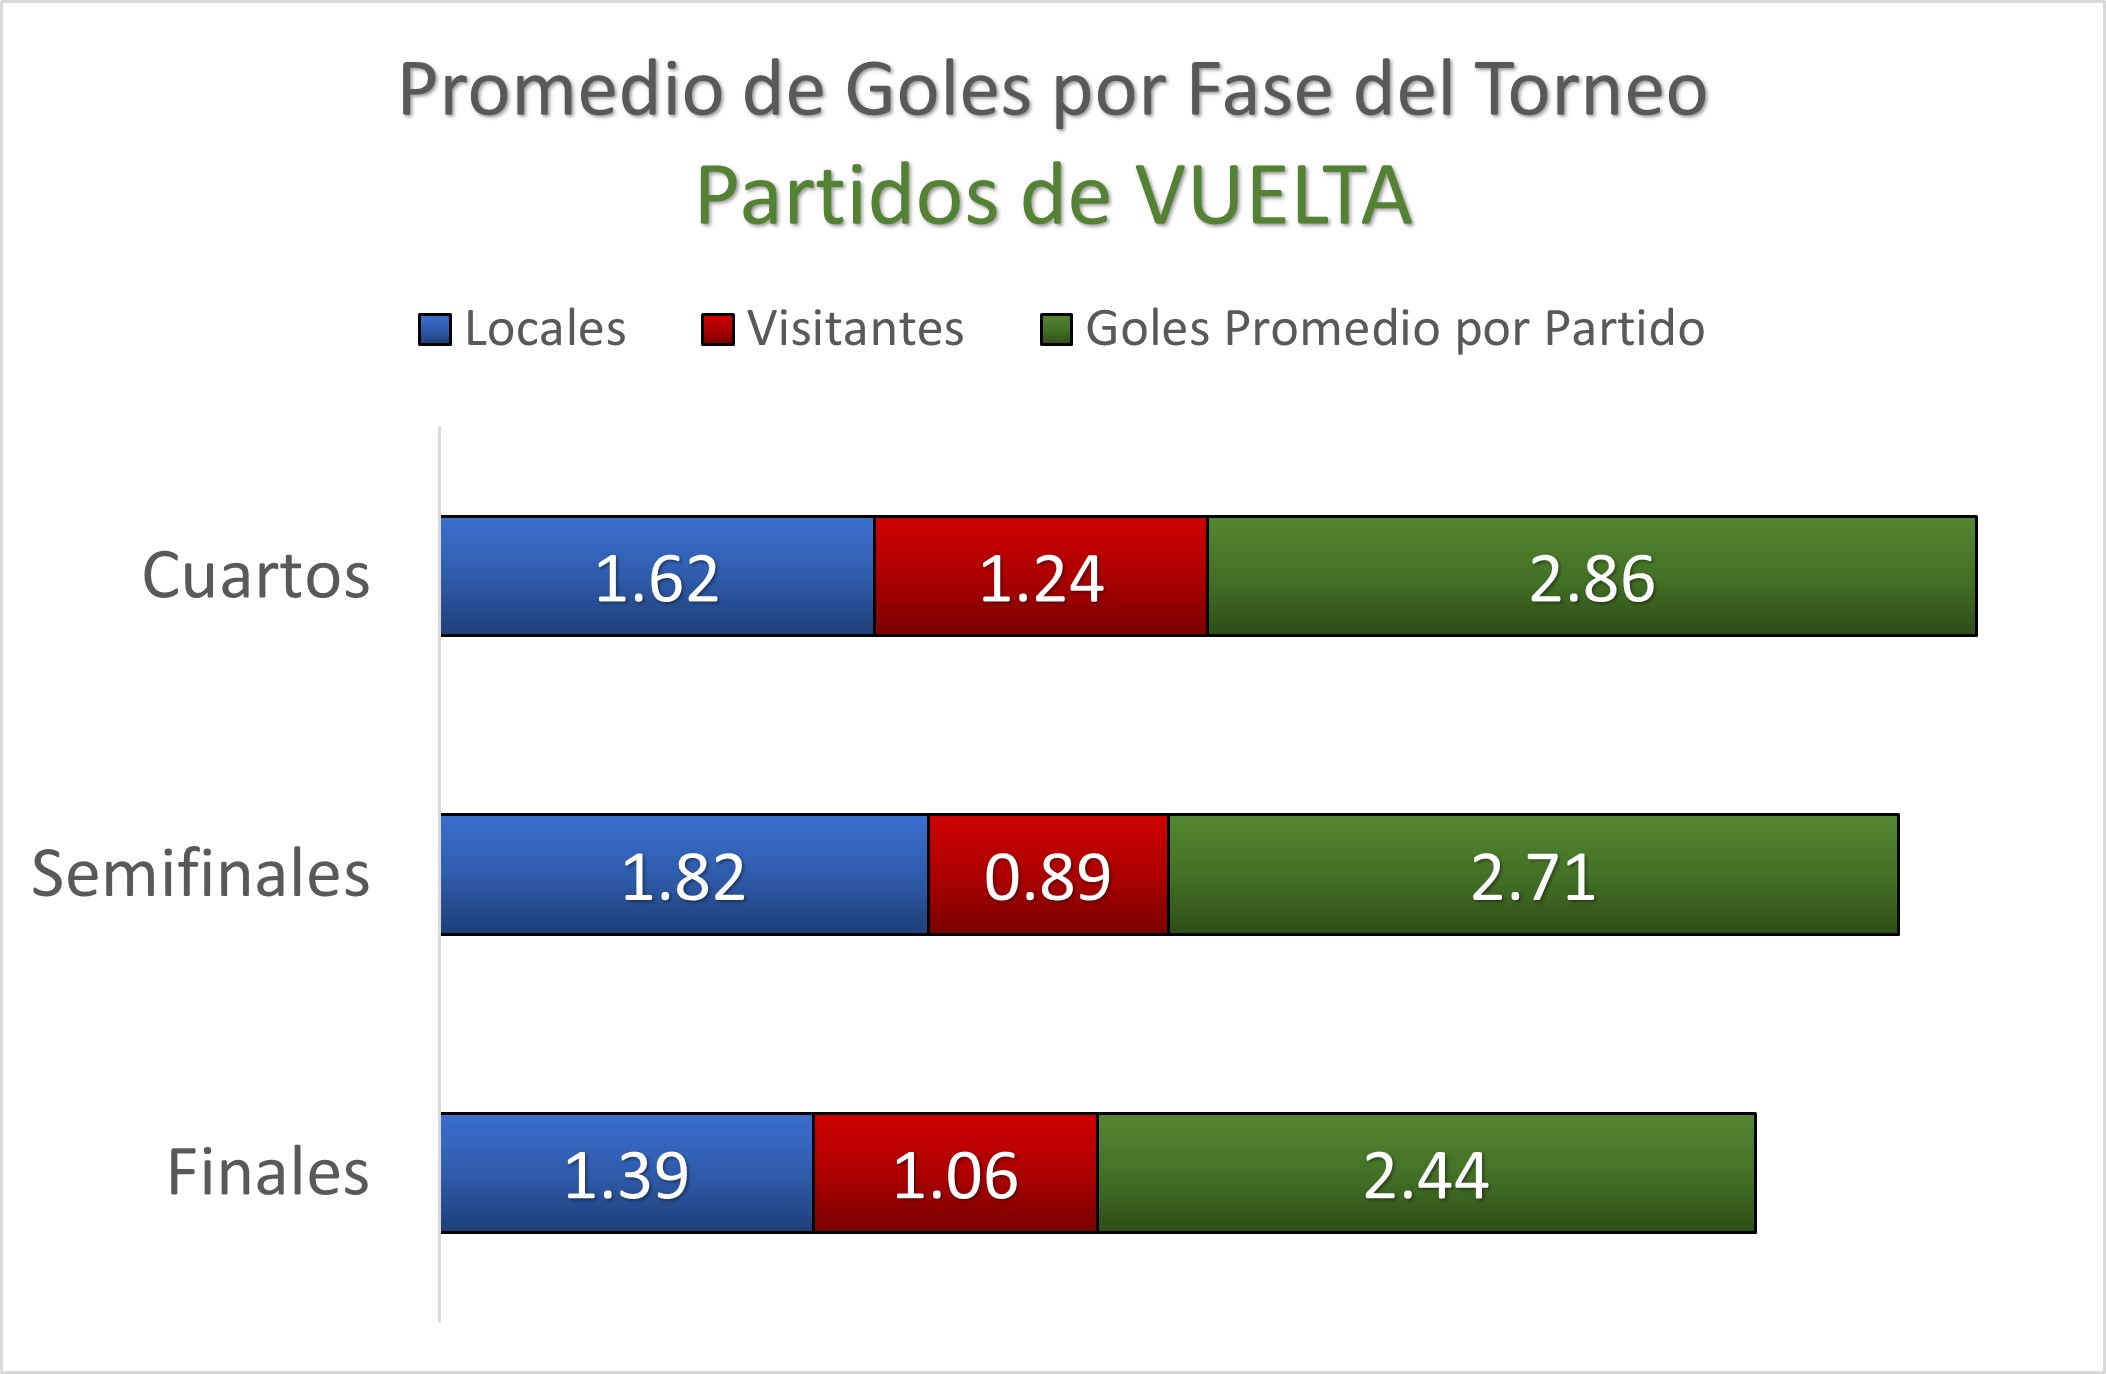 Promedio de Goles por Fase del Torneo
Partidos de VUELTA
Locales Visitantes Goles Promedio por Partido
Cuartos 1.62 1.24 2.86
Semifinales 1.82 0.89 2.71
Finales 1.39 1.06 2.44